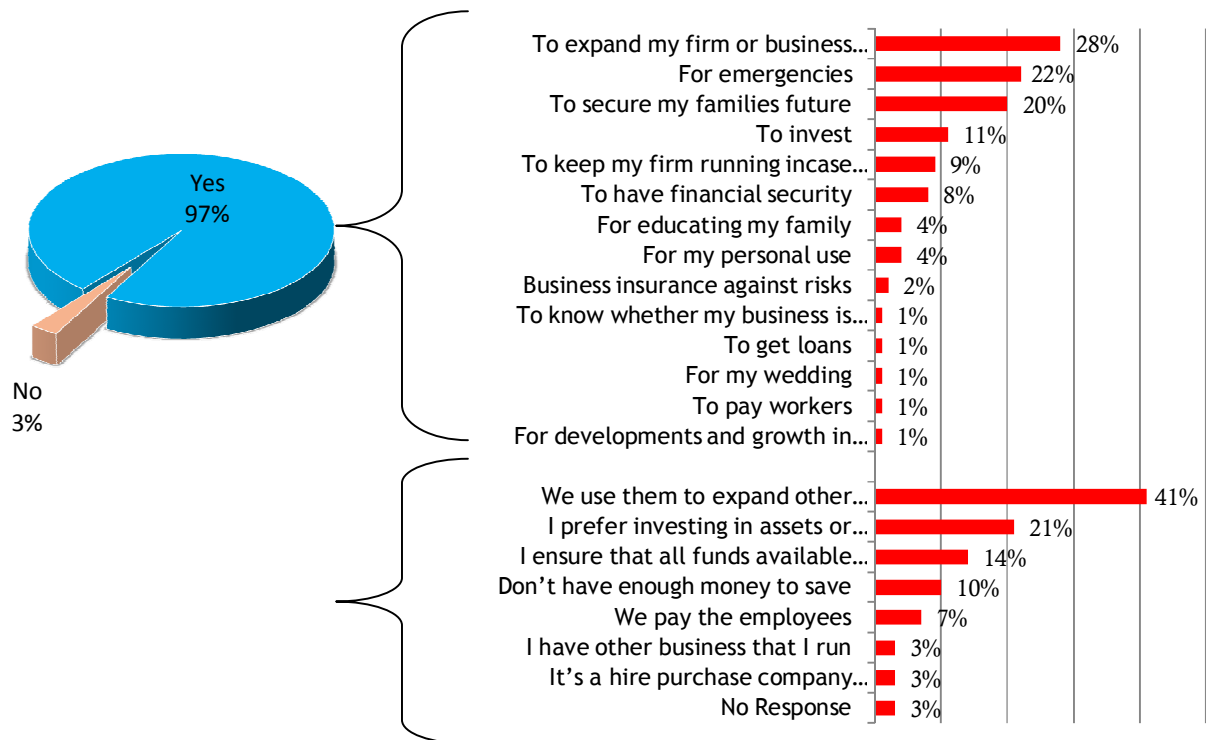 Yes
97%
No
3%
To expand my firm or business… 28%
For emergencies 22%
To secure my families future 20%
To invest 11%
To keep my firm running incase… 9%
To have financial security 8%
For educating my family 4%
For my personal use 4%
Business insurance against risks 2%
To know whether my business is… 1%
To get loans 1%
For my wedding 1%
To pay workers 1%
For developments and growth in… 1%
We use them to expand other… 41%
I prefer investing in assets or… 21%
I ensure that all funds available… 14%
Don’t have enough money to save 10%
We pay the employees 7%
I have other business that I run 3%
It’s a hire purchase company… 3%
No Response 3%